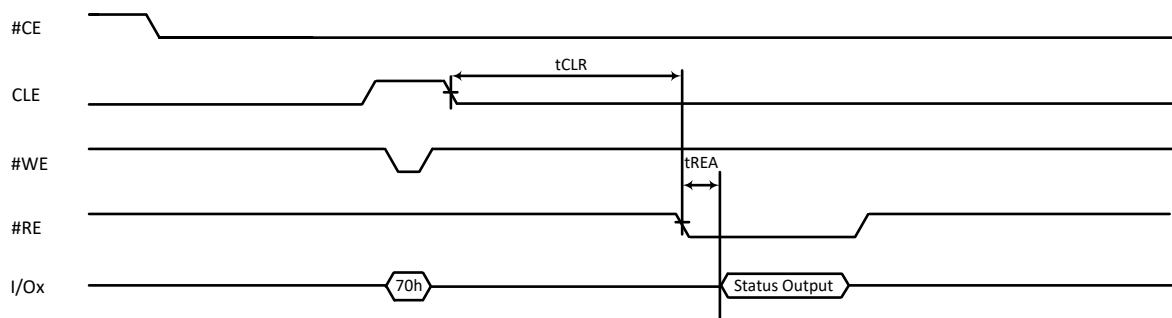 #CE
tCLR
CLE
#WE
tREA
#RE
I/Ox
70h
Status Output